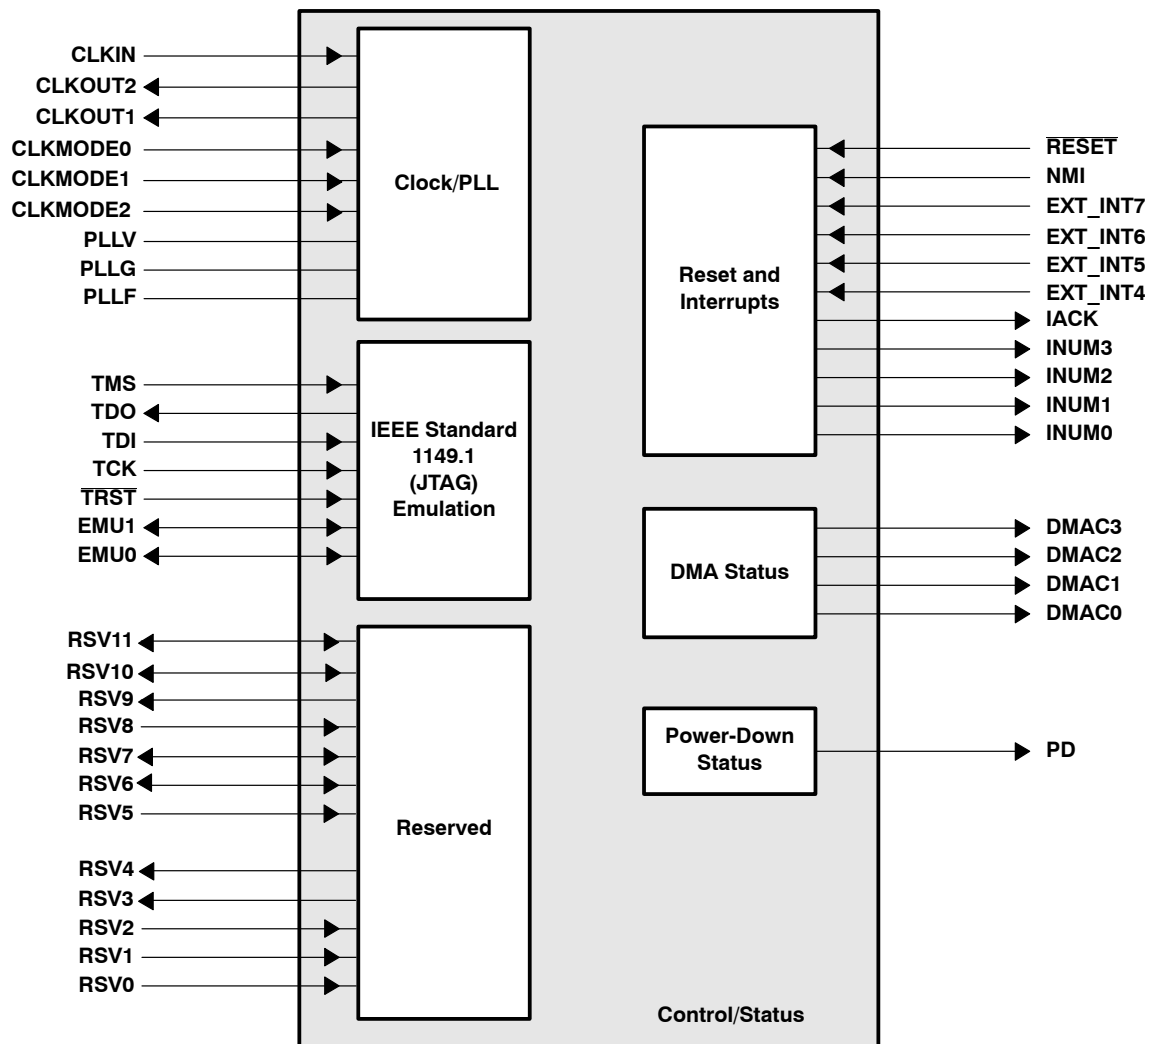 CLKIN
CLKOUT2
CLKOUT1
CLKMODE0
CLKMODE1
CLKMODE2
PLLV
PLLG
PLLF
Clock/PLL
TMS
TDO
TDI
TCK
TRST
EMU1
EMU0
IEEE Standard
1149.1
(JTAG)
Emulation
RSV11
RSV10
RSV9
RSV8
RSV7
RSV6
RSV5
RSV4
RSV3
RSV2
RSV1
RSV0
Reserved
Reset and
Interrupts
RESET
NMI
EXT_INT7
EXT_INT6
EXT_INT5
EXT_INT4
IACK
INUM3
INUM2
INUM1
INUM0
DMA Status
DMAC3
DMAC2
DMAC1
DMAC0
Power-Down
Status
PD
Control/Status